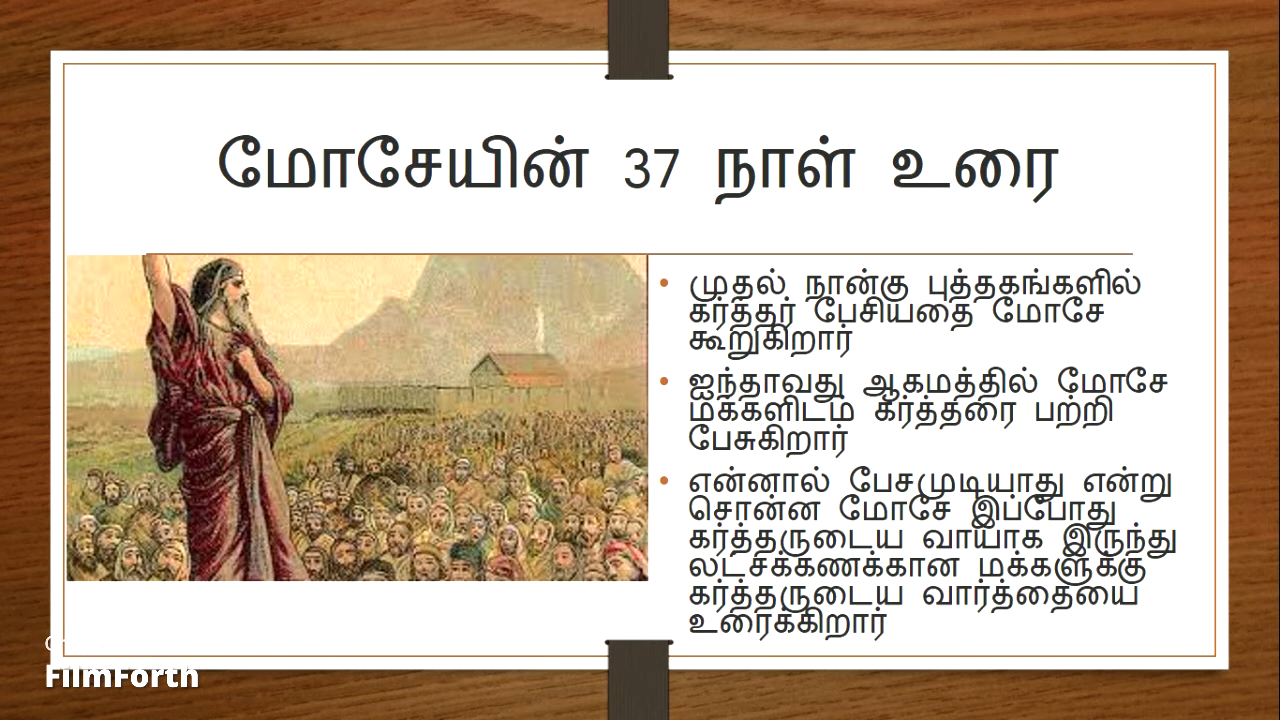 மோசேயின் 37 நாள் உரை
• முதல் நான்கு புத்தகங்களில்
கர்த்தர் பேசியதை மோசே
கூறுகிறார்
• ஐந்தாவது ஆகமத்தில் மோசே
மக்களிடம் கர்த்தரை பற்றி
பேசுகிறார்
• என்னால் பேசமுடியாது என்று
சொன்ன மோசே இப்போது
கர்த்தருடைய வாயாக இருந்து
லட்சக்கணக்கான மக்களுக்கு
கர்த்தருடைய வார்த்தையை
உரைக்கிறார்
FilmForth